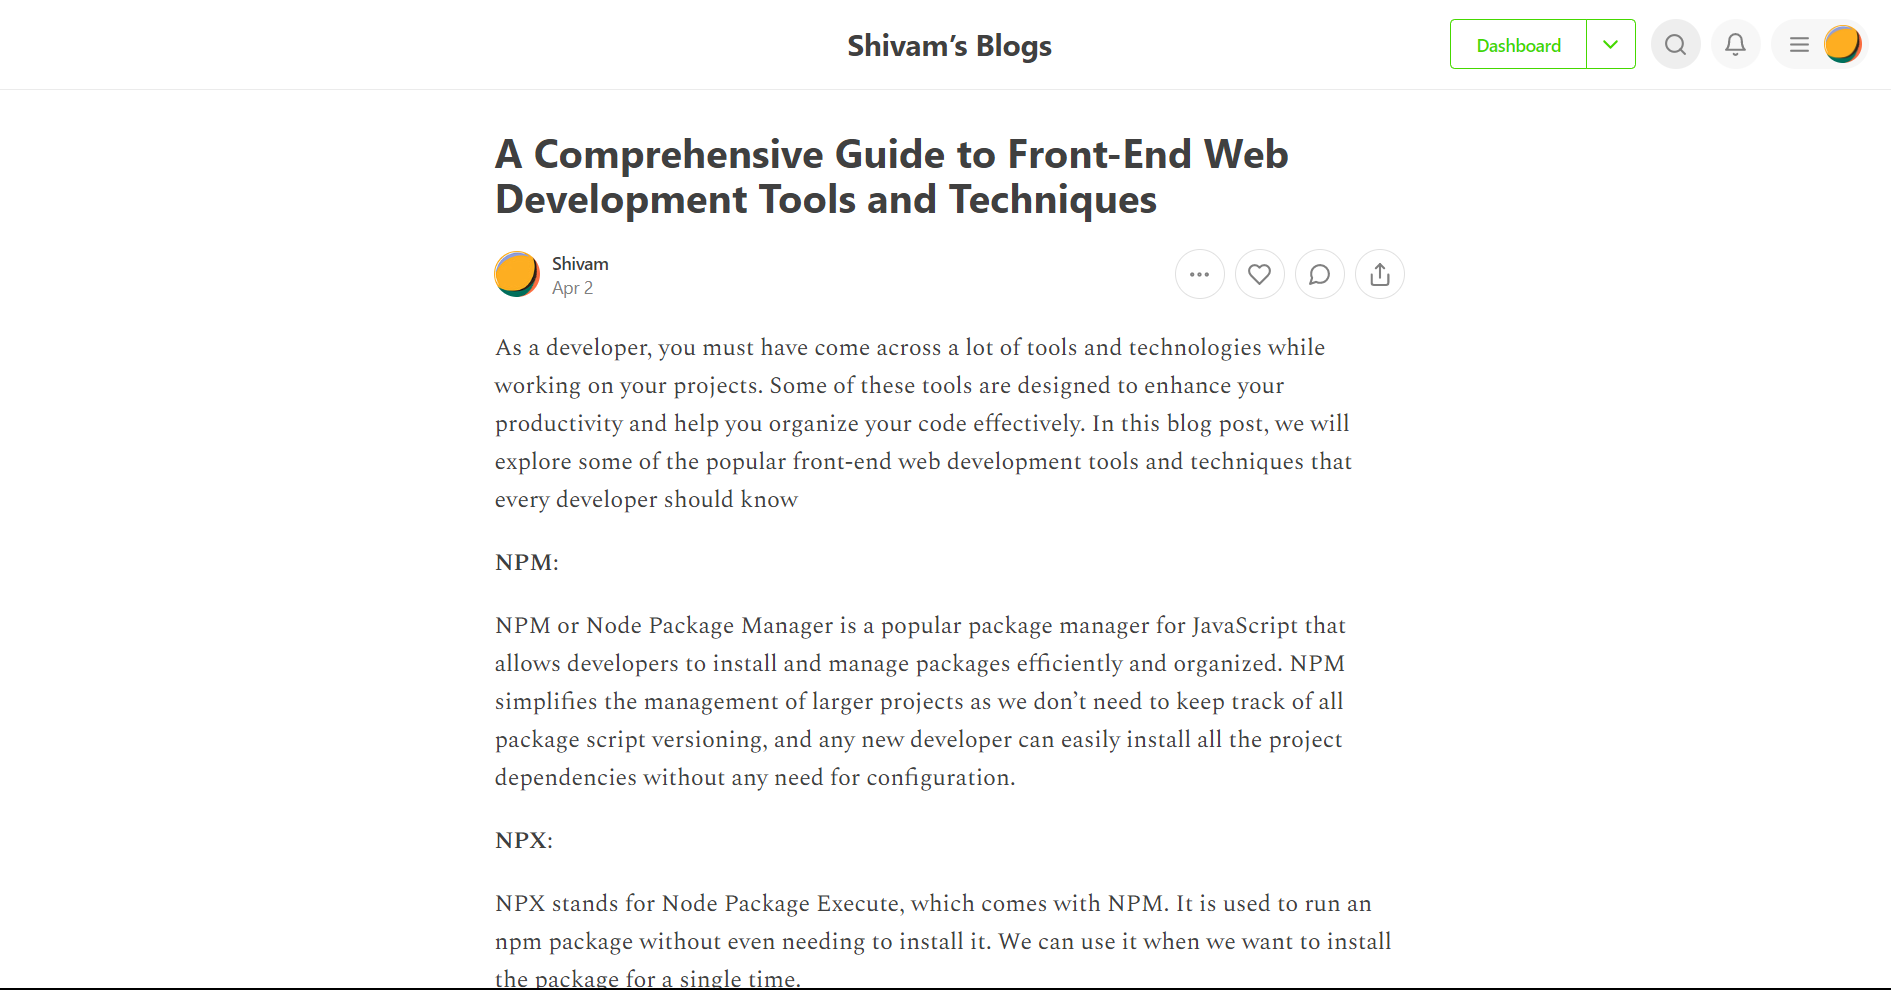 Shivam’s Blogs
Dashboard
A Comprehensive Guide to Front-End Web
Development Tools and Techniques
Shivam
Apr 2
As a developer, you must have come across a lot of tools and technologies while
working on your projects. Some of these tools are designed to enhance your
productivity and help you organize your code effectively. In this blog post, we will
explore some of the popular front-end web development tools and techniques that
every developer should know
NPM:
NPM or Node Package Manager is a popular package manager for JavaScript that
allows developers to install and manage packages efficiently and organized. NPM
simplifies the management of larger projects as we don’t need to keep track of all
package script versioning, and any new developer can easily install all the project
dependencies without any need for configuration.
NPX:
NPX stands for Node Package Execute, which comes with NPM. It is used to run an
npm package without even needing to install it. We can use it when we want to install
the package for a single time.